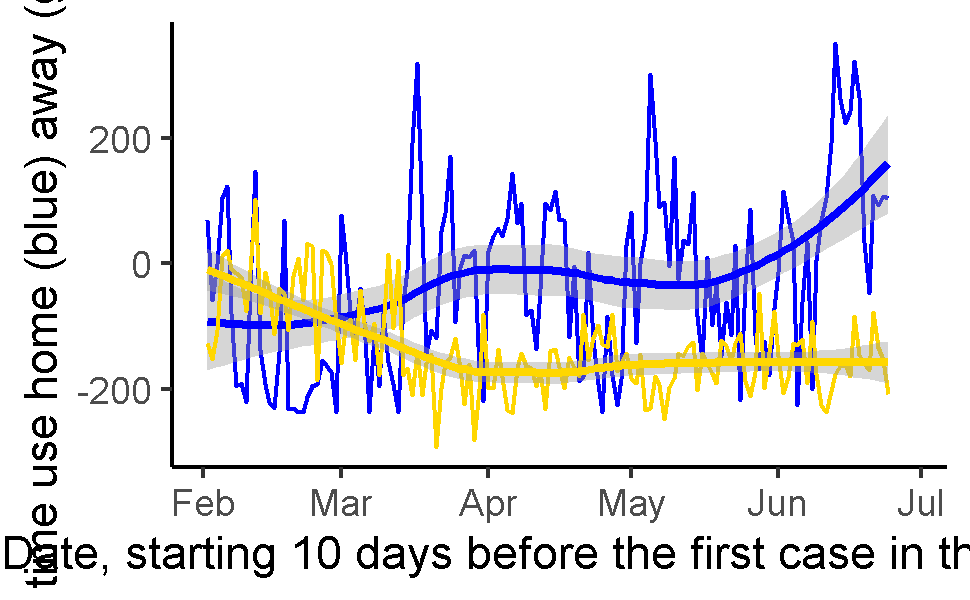 time use home (blue) away (
200
0
-200
Feb Mar Apr May Jun Jul
Date, starting 10 days before the first case in th